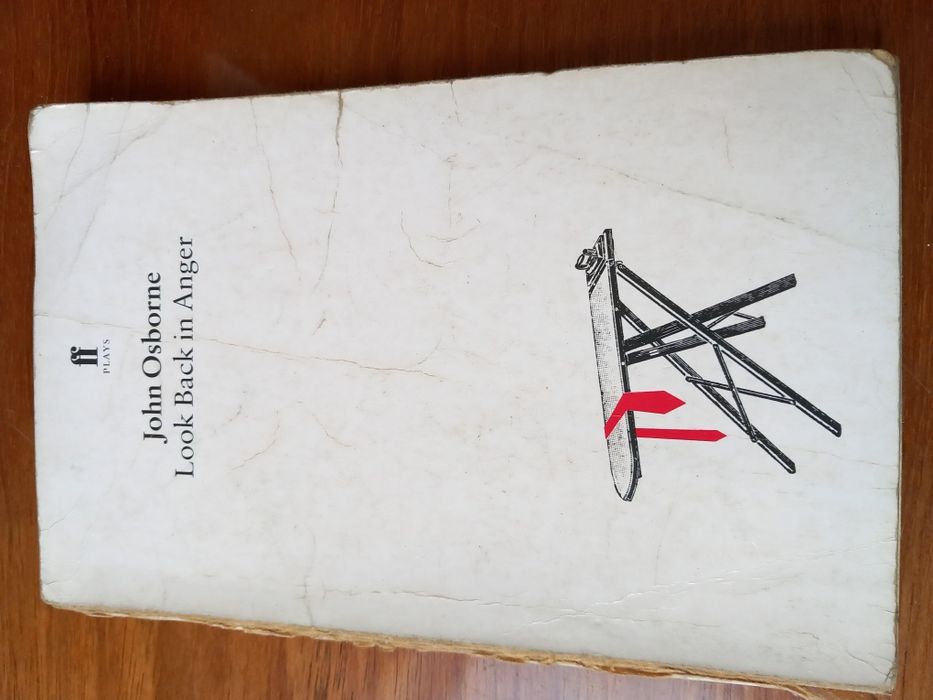 ff
PLAYS
John Osborne
Look Back in Anger